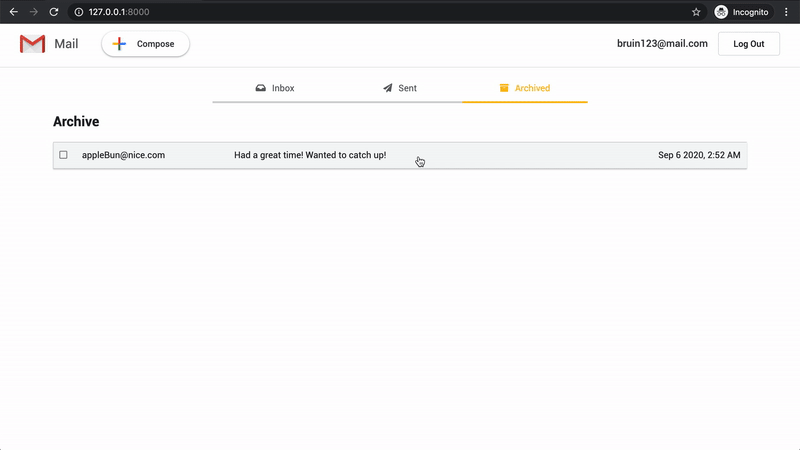 127.0.0.1:8000
Incognito
Mail
Compose
bruin123@mail.com
Log Out
Inbox
Sent
Archived
Archive
appleBun@nice.com
Had a great time! Wanted to catch up!
Sep 6 2020, 2:52 AM